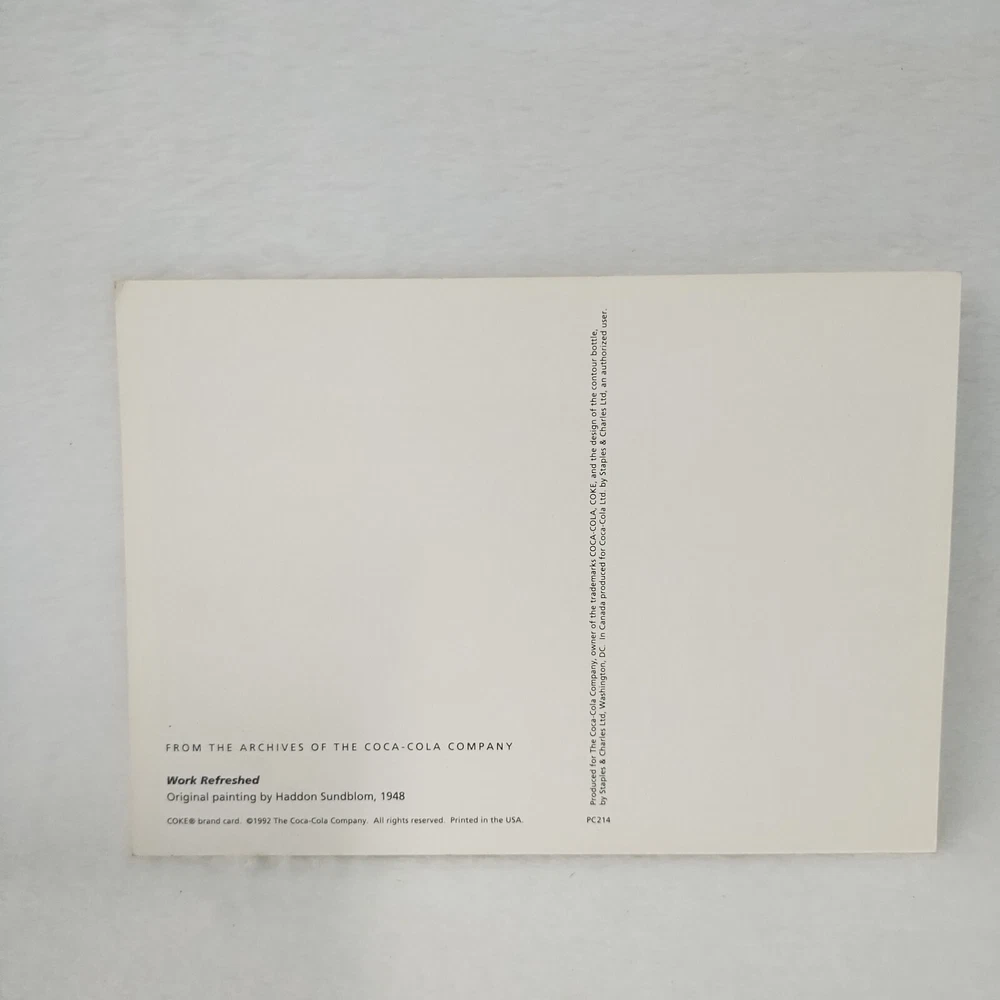 FROM THE ARCHIVES OF THE COCA-COLA COMPANY
Work Refreshed
Original painting by Haddon Sundblom, 1948
COKE® brand card. ©1992 The Coca-Cola Company. All rights reserved. Printed in the USA.
Produced for The Coca-Cola Company, owner of the trademarks COCA-COLA, COKE, and the design of the contour bottle,
by Staples & Charles Ltd, Washington, DC. In Canada produced for Coca-Cola Ltd. by Staples & Charles Ltd, an authorized user.
PC214